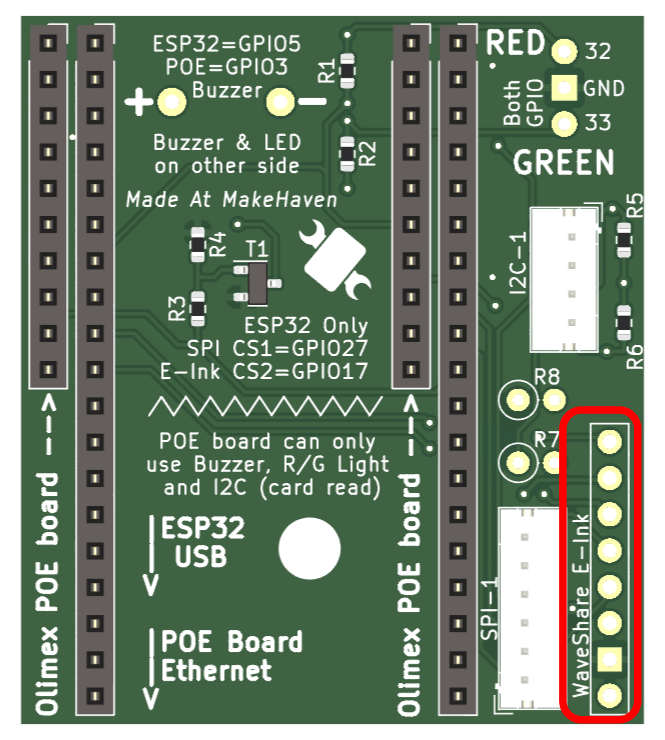 ESP32=GPIO5
POE=GPIO3
Buzzer
+
−
Buzzer & LED
on other side
Made At MakeHaven
R1
R2
RED
32
Both
GPIO
GND
33
GREEN
I2C-1
R5
R6
R4
T1
R3
ESP32 Only
SPI CS1=GPIO27
E-Ink CS2=GPIO17
R8
R7
POE board can only
use Buzzer, R/G Light
and I2C (card read)
Olimex POE board --->
Olimex POE board --->
ESP32
USB
POE Board
Ethernet
SPI-1
WaveShare E-Ink